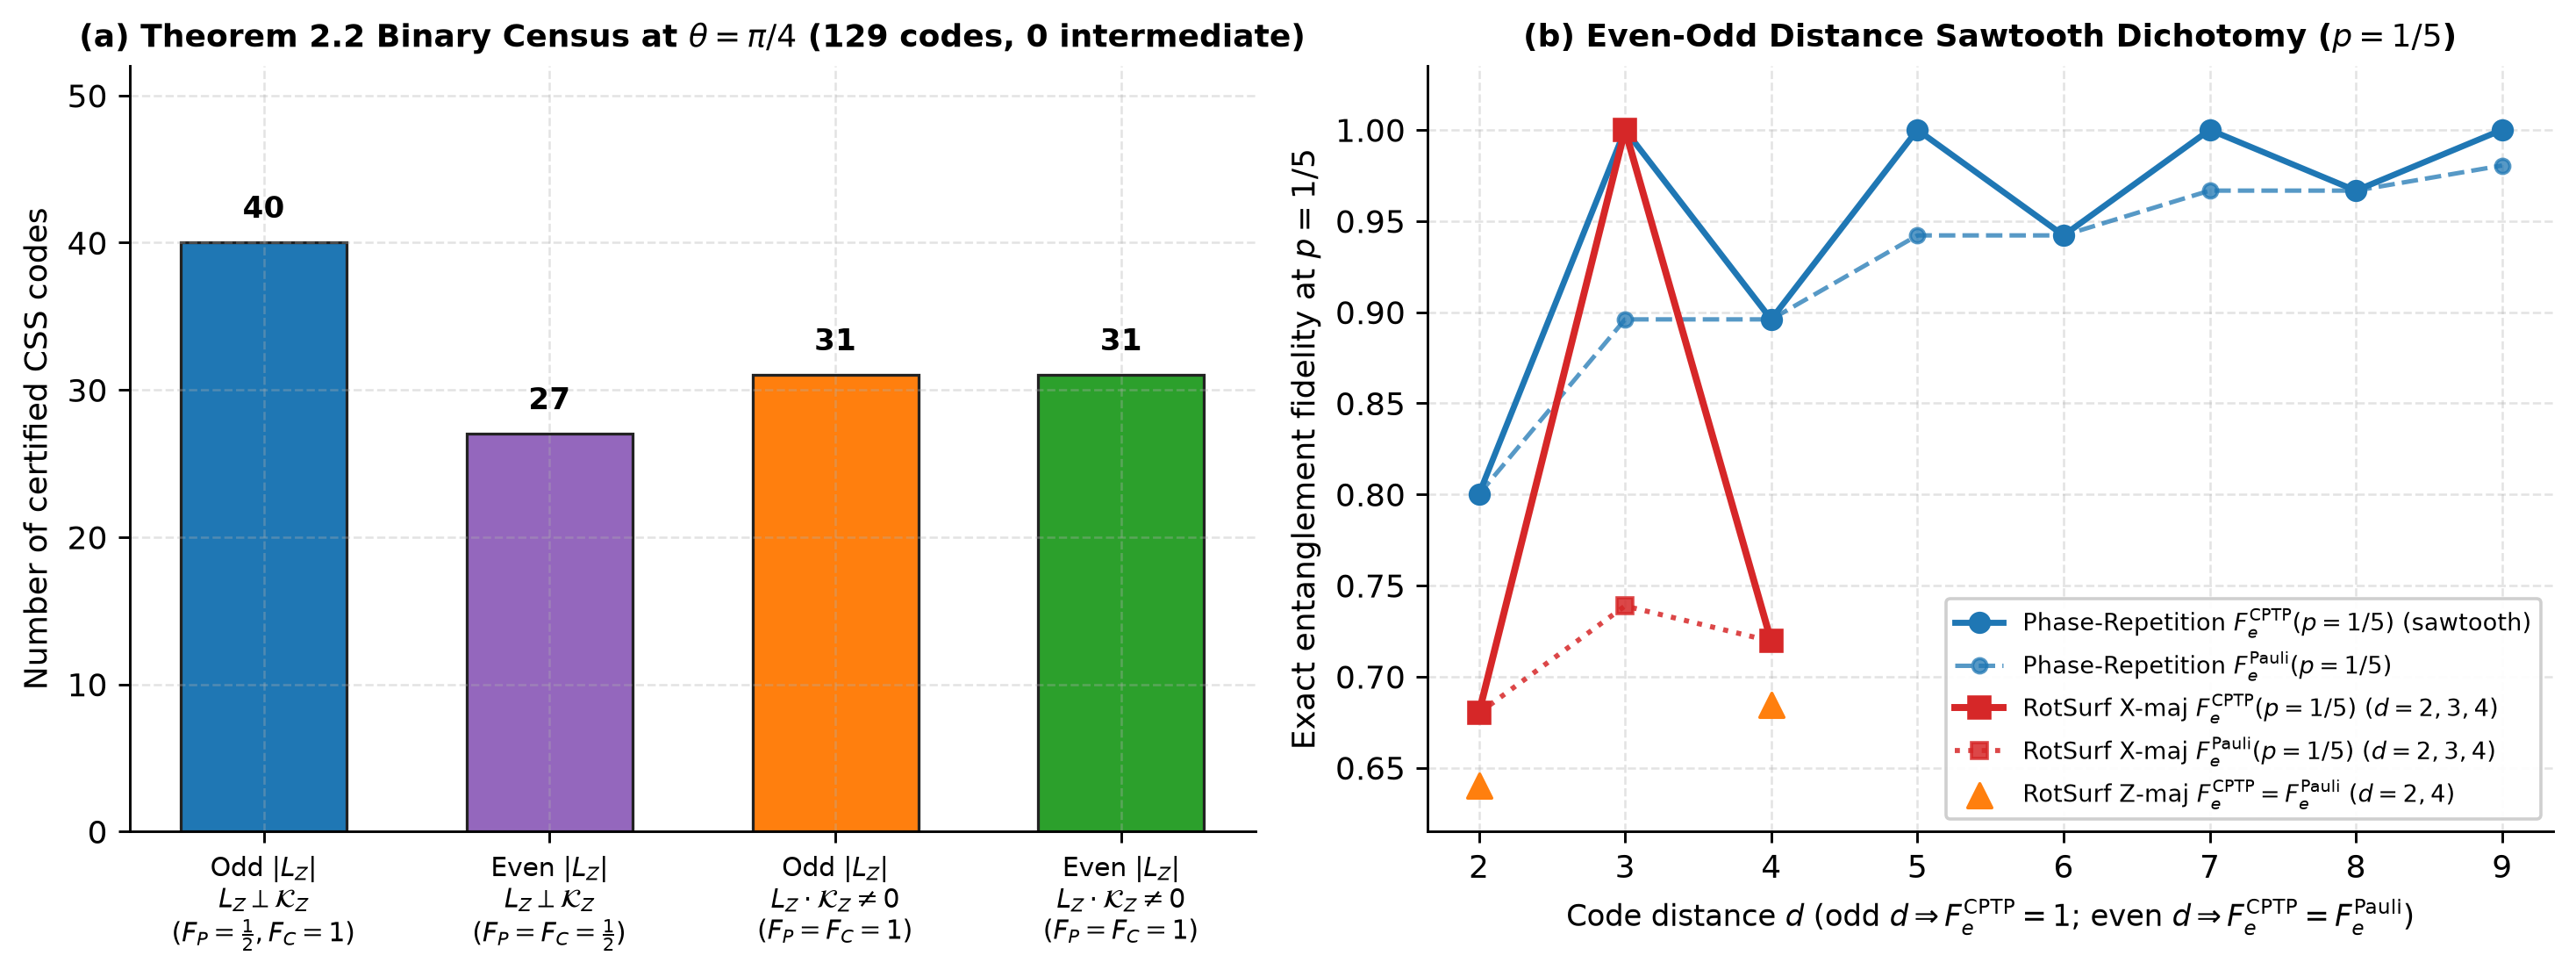 (a) Theorem 2.2 Binary Census at θ = π/4 (129 codes, 0 intermediate)
Number of certified CSS codes
50
40
30
20
10
0
40
27
31
31
Odd |L_Z|
L_Z ⊥ 𝒦_Z
(F_P = 1/2, F_C = 1)
Even |L_Z|
L_Z ⊥ 𝒦_Z
(F_P = F_C = 1/2)
Odd |L_Z|
L_Z · 𝒦_Z ≠ 0
(F_P = F_C = 1)
Even |L_Z|
L_Z · 𝒦_Z ≠ 0
(F_P = F_C = 1)
(b) Even-Odd Distance Sawtooth Dichotomy (p = 1/5)
Exact entanglement fidelity at p = 1/5
1.00
0.95
0.90
0.85
0.80
0.75
0.70
0.65
2 3 4 5 6 7 8 9
Code distance d (odd d ⇒ F_e^CPTP = 1; even d ⇒ F_e^CPTP = F_e^Pauli)
Phase-Repetition F_e^CPTP(p = 1/5) (sawtooth)
Phase-Repetition F_e^Pauli(p = 1/5)
RotSurf X-maj F_e^CPTP(p = 1/5) (d = 2, 3, 4)
RotSurf X-maj F_e^Pauli(p = 1/5) (d = 2, 3, 4)
RotSurf Z-maj F_e^CPTP = F_e^Pauli (d = 2, 4)